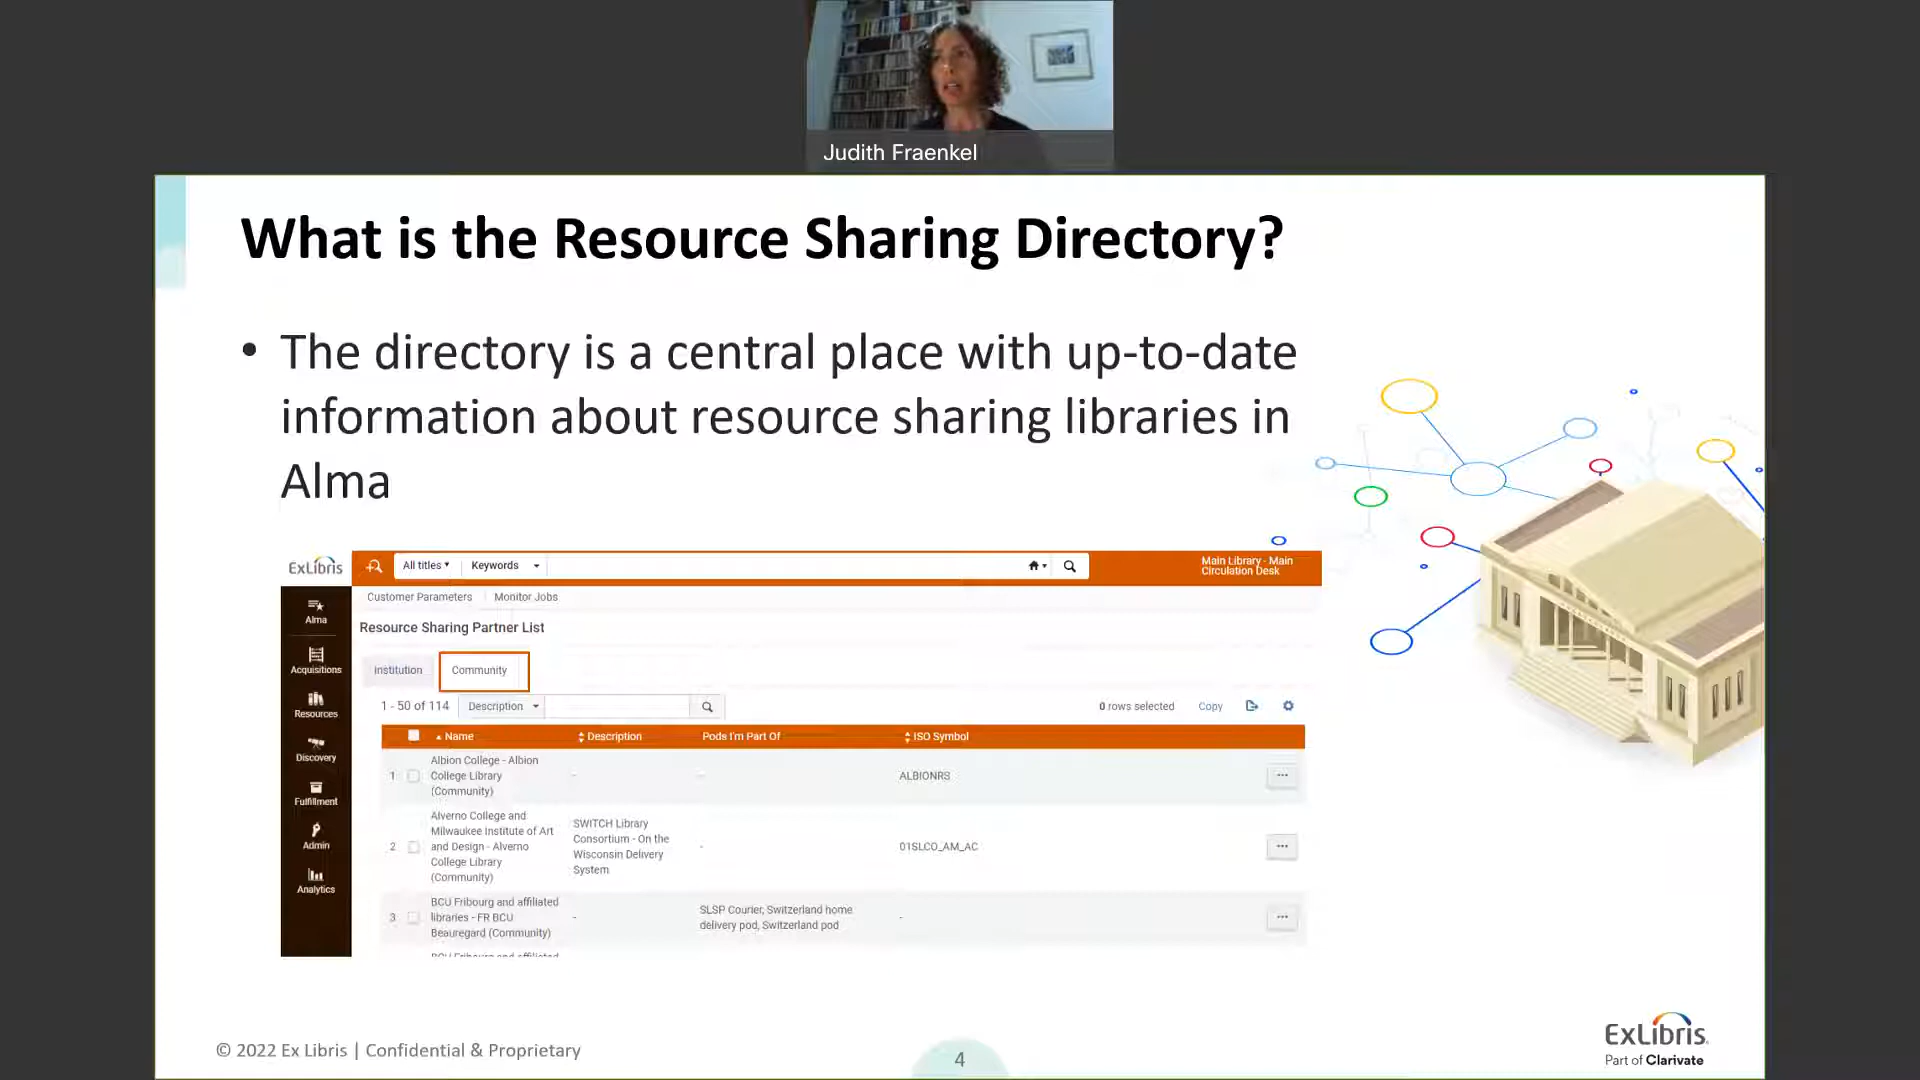 Judith Fraenkel
What is the Resource Sharing Directory?
• The directory is a central place with up-to-date
information about resource sharing libraries in
Alma
ExLibris
All titles
Keywords
Main Library - Main
Circulation Desk
Customer Parameters
Monitor Jobs
Alma
Resource Sharing Partner List
Acquisitions
Institution
Community
Resources
1 - 50 of 114
Description
0 rows selected
Copy
Name
Description
Pods I'm Part Of
ISO Symbol
Discovery
1
Albion College - Albion
College Library
(Community)
-
-
ALBIONRS
Fulfillment
2
Alverno College and
Milwaukee Institute of Art
and Design - Alverno
College Library
(Community)
SWITCH Library
Consortium - On the
Wisconsin Delivery
System
-
01SLCO_AM_AC
Admin
Analytics
3
BCU Fribourg and affiliated
libraries - FR BCU
Beauregard (Community)
-
SLSP Courier, Switzerland home
delivery pod, Switzerland pod
-
BCU Fribourg and affiliated
© 2022 Ex Libris | Confidential & Proprietary
4
ExLibris
Part of Clarivate